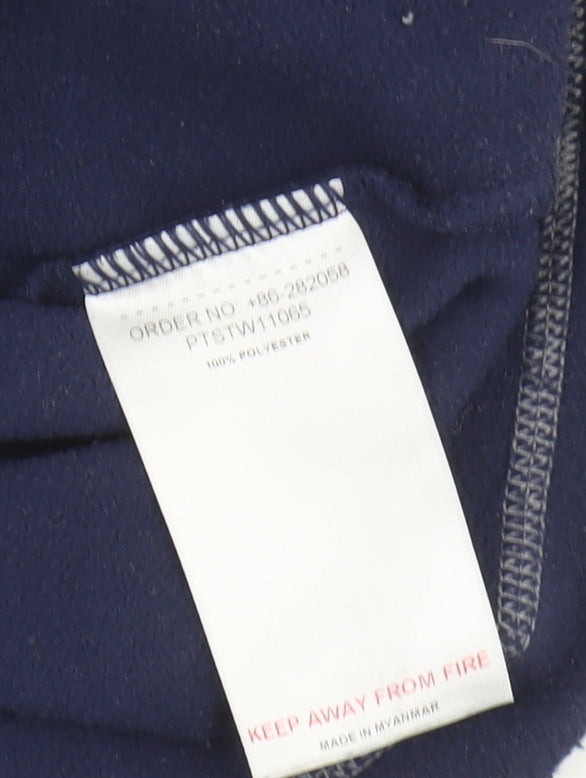 ORDER NO. +86-282058
PTSTW11065
100% POLYESTER
KEEP AWAY FROM FIRE
MADE IN MYANMAR